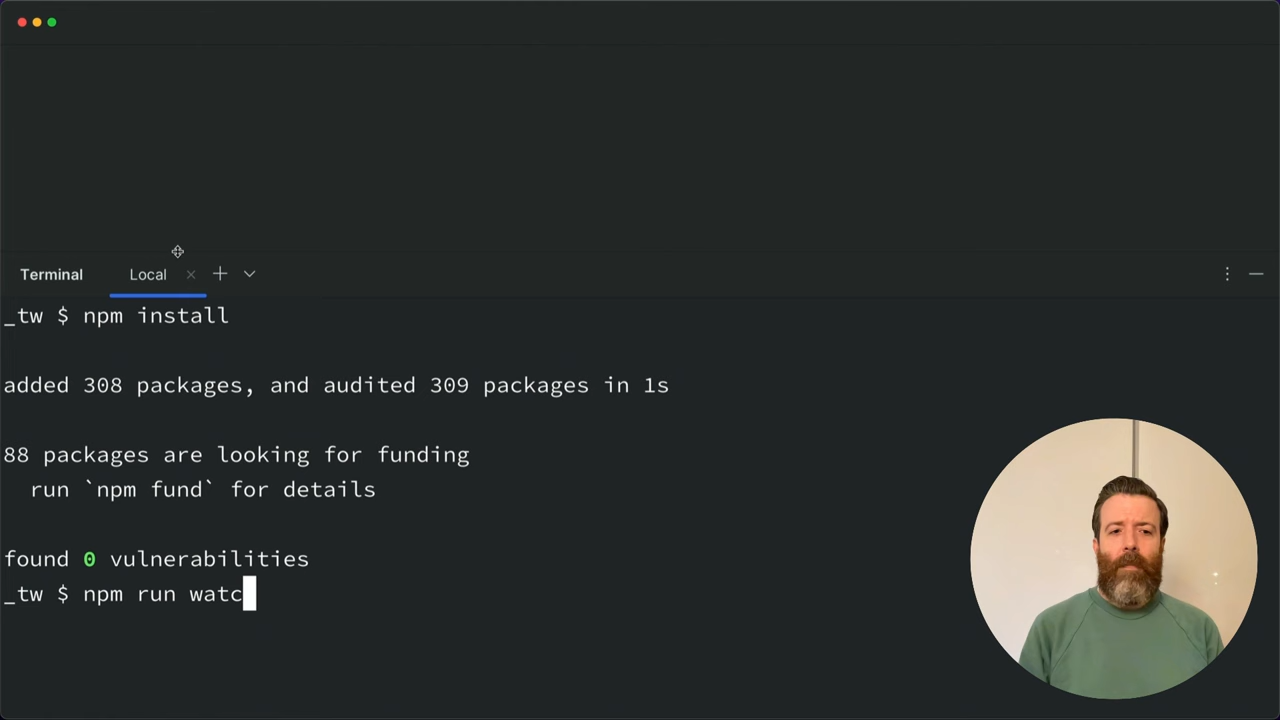 Terminal Local
_tw $ npm install
added 308 packages, and audited 309 packages in 1s
88 packages are looking for funding
run `npm fund` for details
found 0 vulnerabilities
_tw $ npm run watc